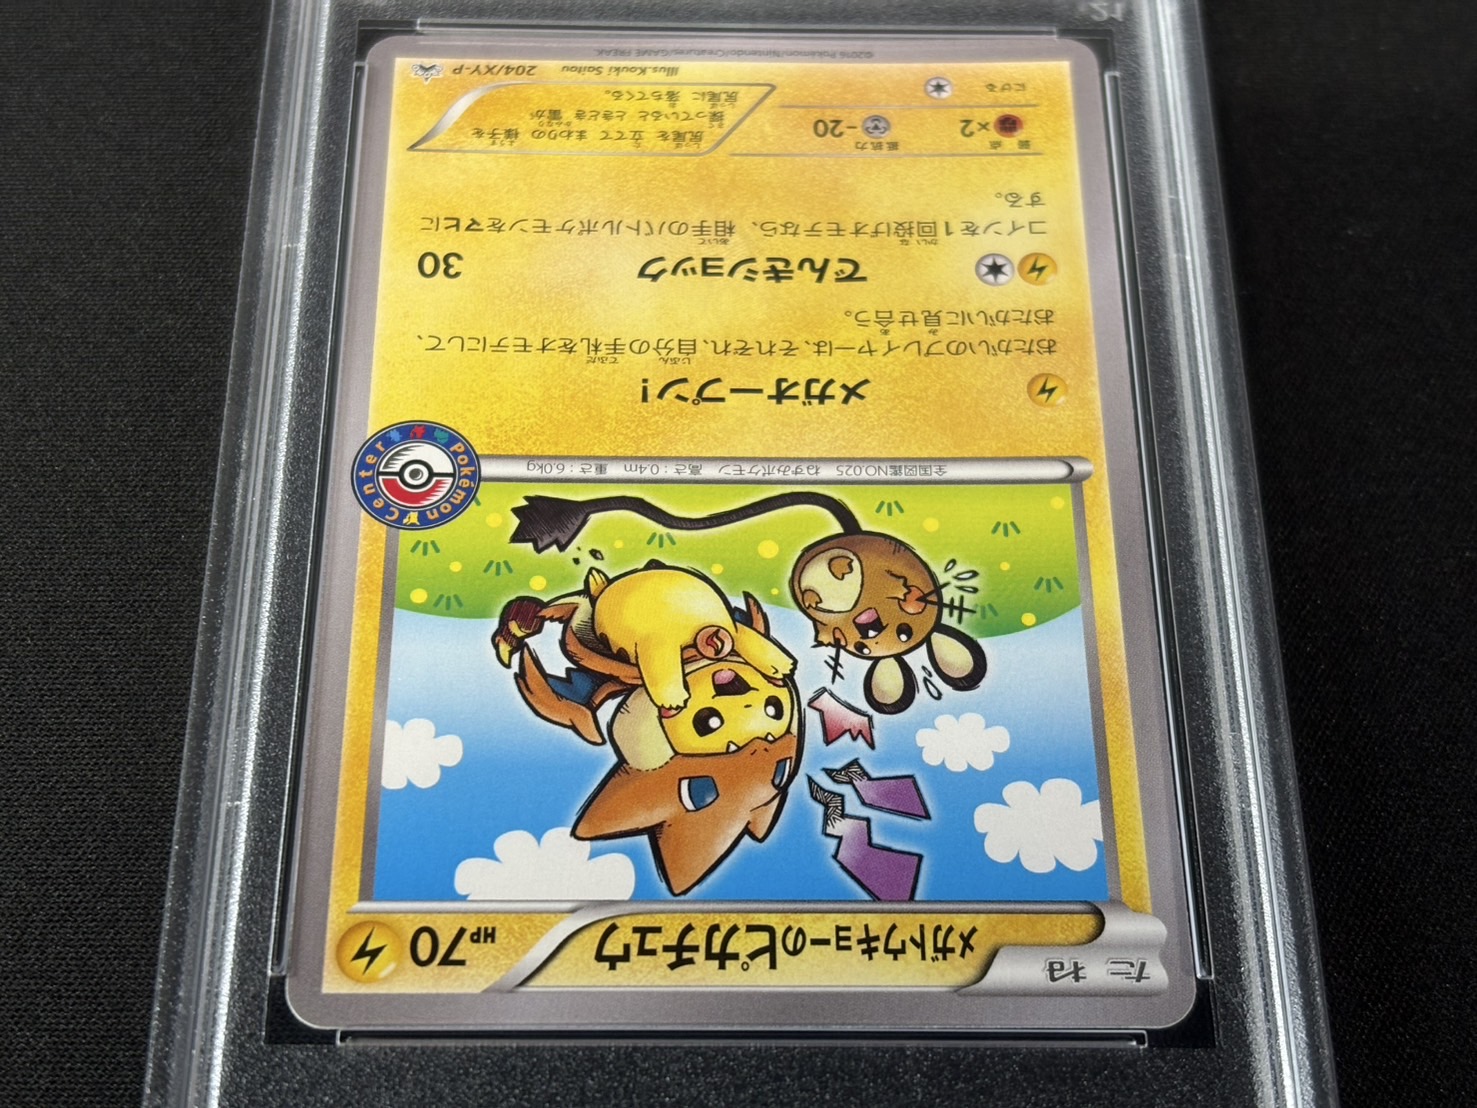 たね
メガトウキョーのピカチュウ HP70
Pokémon Center
全国図鑑NO.025 ねずみポケモン 高さ：0.4m 重さ：6.0kg
メガオープン！
おたがいのプレイヤーは、それぞれ、自分の手札をオモテにして、
おたがいに見せ合う。
でんきショック 30
コインを1回投げオモテなら、相手のバトルポケモンをマヒに
する。
弱点 ×2 抵抗力 −20
にげる
尻尾を 立てて まわりの 様子を
探っていると ときどき 雷が
尻尾に 落ちてくる。
Illus.Kouki Saitou 204/XY-P
©2016 Pokémon/Nintendo/Creatures/GAME FREAK.